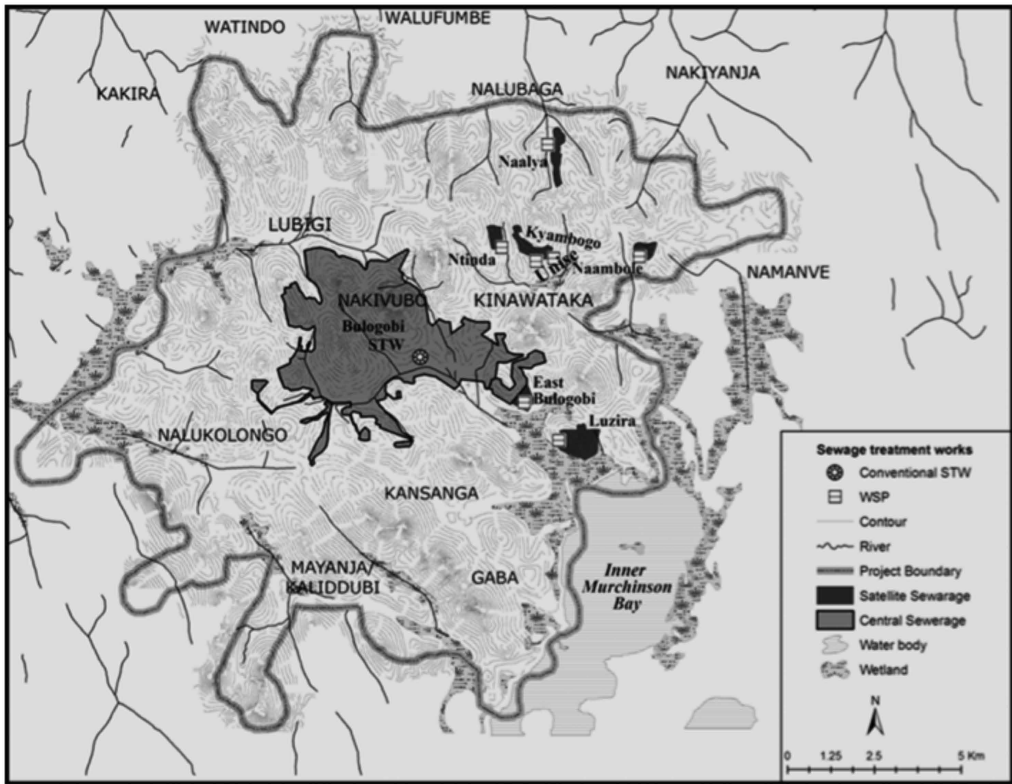 WALUFUMBE
WATINDO
NAKIYANJA
KAKIRA
NALUBAGA
Naalya
LUBIGI
Kyambogo
Ntinda
Unise
Naambole
NAMANVE
NAKIVUBO
KINAWATAKA
Bulogobi
STW
East
Bulogobi
Luzira
NALUKOLONGO
KANSANGA
MAYANJA/
KALIDDUBI
GABA
Inner
Murchinson
Bay
Sewage treatment works
Conventional STW
WSP
Contour
River
Project Boundary
Satellite Sewarage
Central Sewerage
Water body
Wetland
N
0 1.25 2.5 5 Km